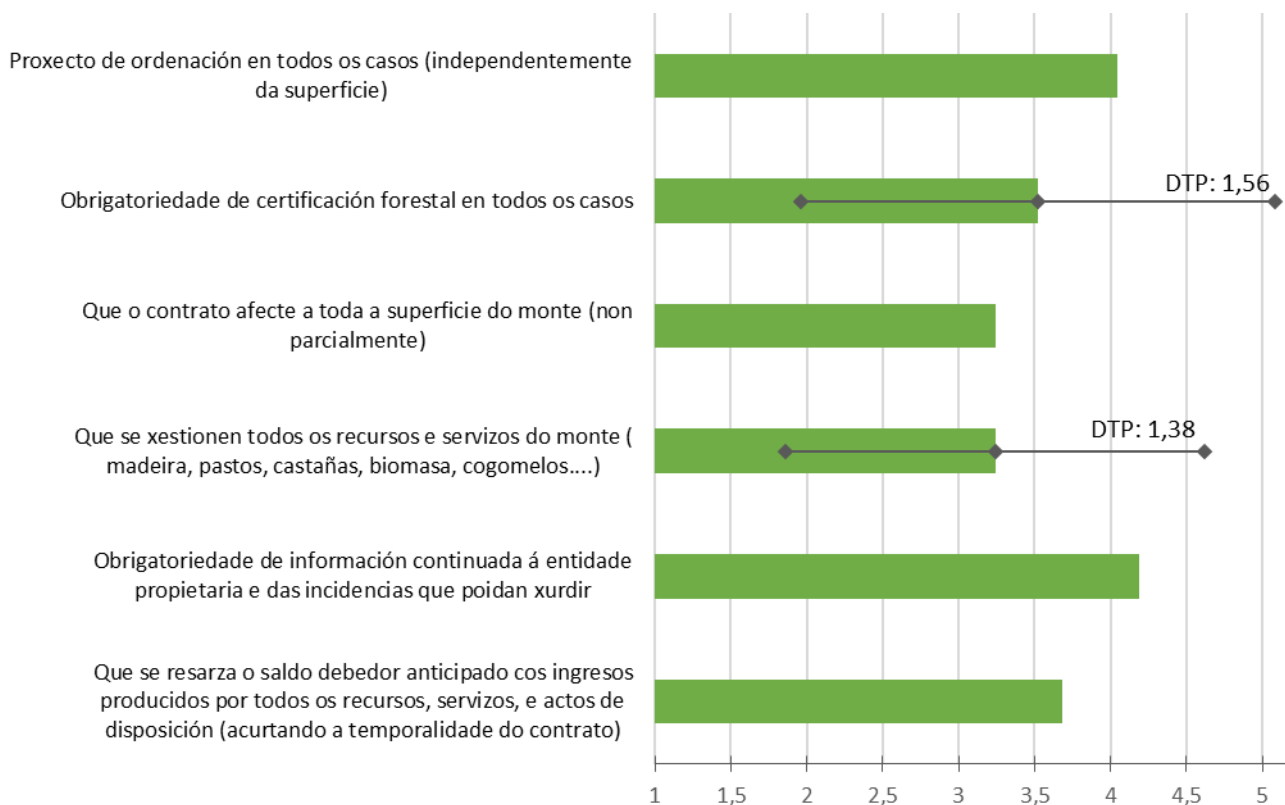 Proxecto de ordenación en todos os casos (independentemente
da superficie)
Obrigatoriedade de certificación forestal en todos os casos
DTP: 1,56
Que o contrato afecte a toda a superficie do monte (non
parcialmente)
Que se xestionen todos os recursos e servizos do monte (
madeira, pastos, castañas, biomasa, cogomelos....)
DTP: 1,38
Obrigatoriedade de información continuada á entidade
propietaria e das incidencias que poidan xurdir
Que se resarza o saldo debedor anticipado cos ingresos
producidos por todos os recursos, servizos, e actos de
disposición (acurtando a temporalidade do contrato)
1 1,5 2 2,5 3 3,5 4 4,5 5